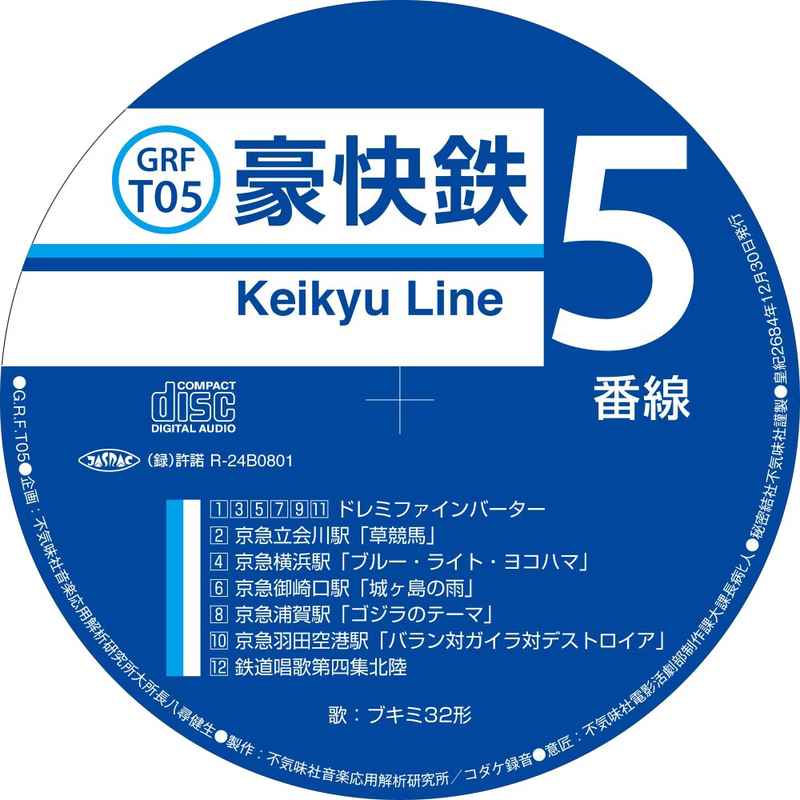 GRF
T05
豪快鉄
5
番線
Keikyu Line
COMPACT
disc
DIGITAL AUDIO
JASRAC
(録)許諾 R-24B0801
1 3 5 7 9 11 ドレミファインバーター
2 京急立会川駅「草競馬」
4 京急横浜駅「ブルー・ライト・ヨコハマ」
6 京急御崎口駅「城ヶ島の雨」
8 京急浦賀駅「ゴジラのテーマ」
10 京急羽田空港駅「バラン対ガイラ対デストロイア」
12 鉄道唱歌第四集北陸
歌：ブキミ32形
●G.R.F.T05●企画：不気味社音楽応用解析研究所大所長八尋健生●製作：不気味社音楽応用解析研究所／コダケ録音●意匠：不気味社電影活劇部制作課大課長病ヒ人●秘密結社不気味社謹製●皇紀2684年12月30日発行